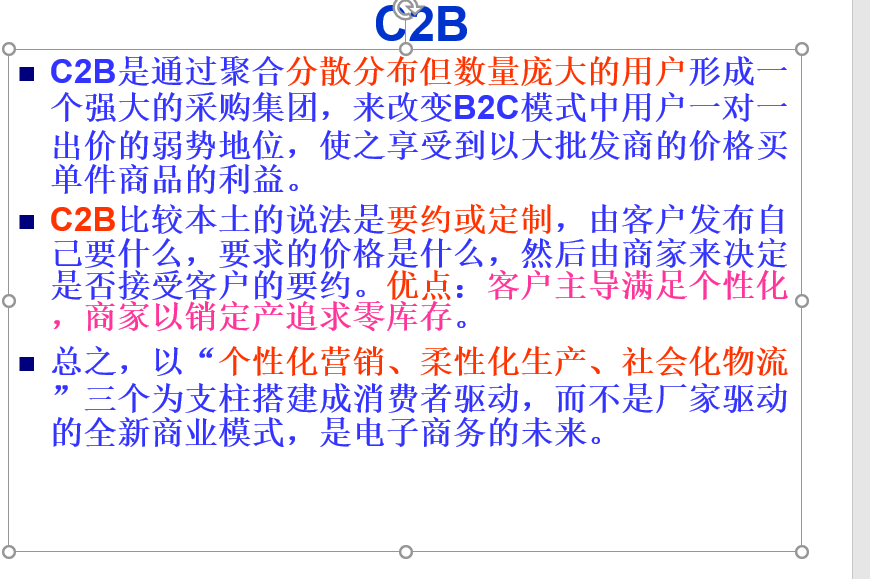 C2B
C2B是通过聚合分散分布但数量庞大的用户形成一
个强大的采购集团，来改变B2C模式中用户一对一
出价的弱势地位，使之享受到以大批发商的价格买
单件商品的利益。
C2B比较本土的说法是要约或定制，由客户发布自
己要什么，要求的价格是什么，然后由商家来决定
是否接受客户的要约。优点：客户主导满足个性化
，商家以销定产追求零库存。
总之，以“个性化营销、柔性化生产、社会化物流
”三个为支柱搭建成消费者驱动，而不是厂家驱动
的全新商业模式，是电子商务的未来。